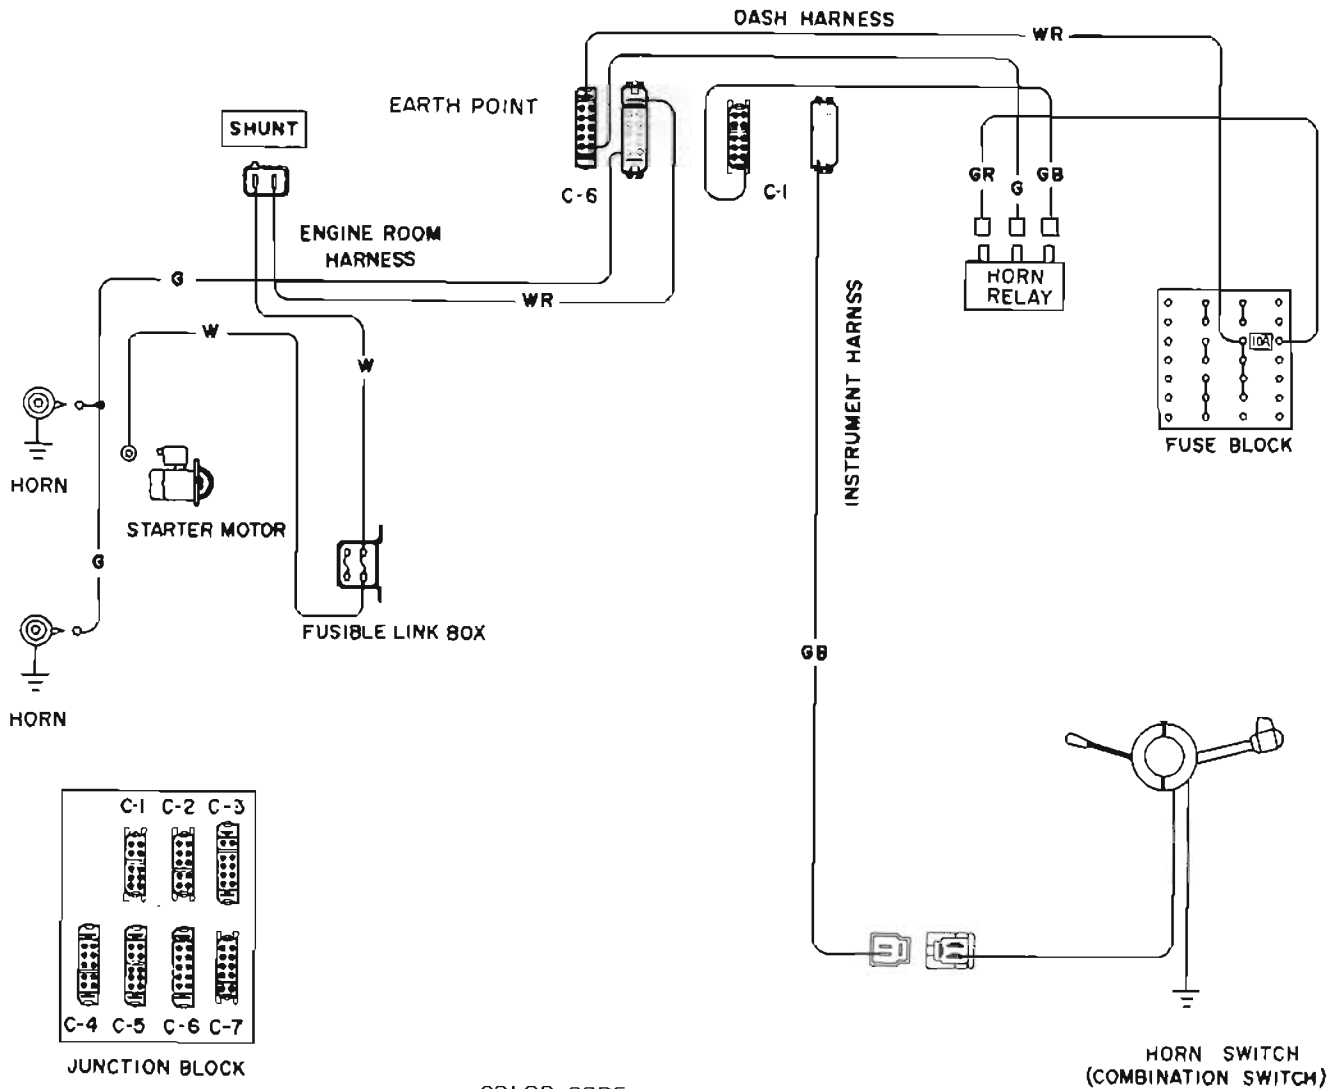 DASH HARNESS
WR
EARTH POINT
SHUNT
C-6
C-1
GR
G
GB
ENGINE ROOM
HARNESS
G
WR
HORN
RELAY
W
W
INSTRUMENT HARNSS
10A
FUSE BLOCK
HORN
STARTER MOTOR
G
FUSIBLE LINK BOX
GB
HORN
C-1 C-2 C-3
C-4 C-5 C-6 C-7
JUNCTION BLOCK
HORN SWITCH
(COMBINATION SWITCH)